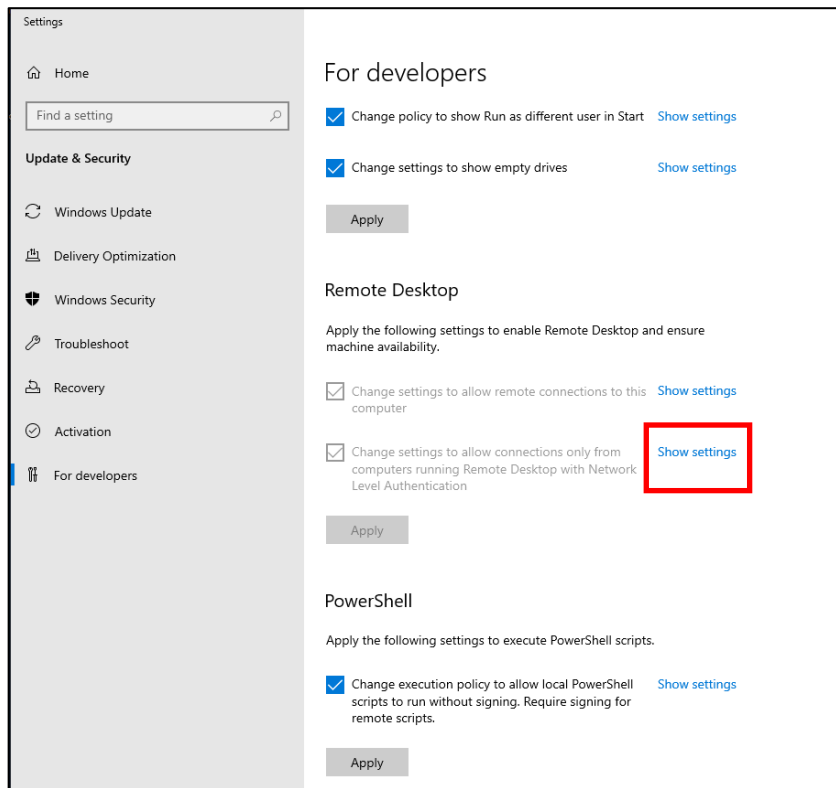 Settings
Home
Find a setting
Update & Security
Windows Update
Delivery Optimization
Windows Security
Troubleshoot
Recovery
Activation
For developers
For developers
Change policy to show Run as different user in Start Show settings
Change settings to show empty drives Show settings
Apply
Remote Desktop
Apply the following settings to enable Remote Desktop and ensure
machine availability.
Change settings to allow remote connections to this Show settings
computer
Change settings to allow connections only from Show settings
computers running Remote Desktop with Network
Level Authentication
Apply
PowerShell
Apply the following settings to execute PowerShell scripts.
Change execution policy to allow local PowerShell Show settings
scripts to run without signing. Require signing for
remote scripts.
Apply